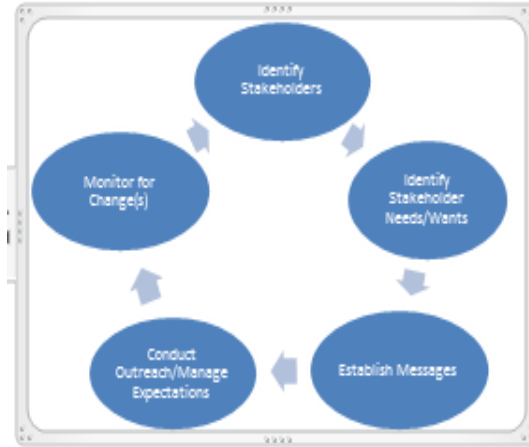 Identify
Stakeholders
Identify
Stakeholder
Needs/Wants
Establish Messages
Conduct
Outreach/Manage
Expectations
Monitor for
Change(s)